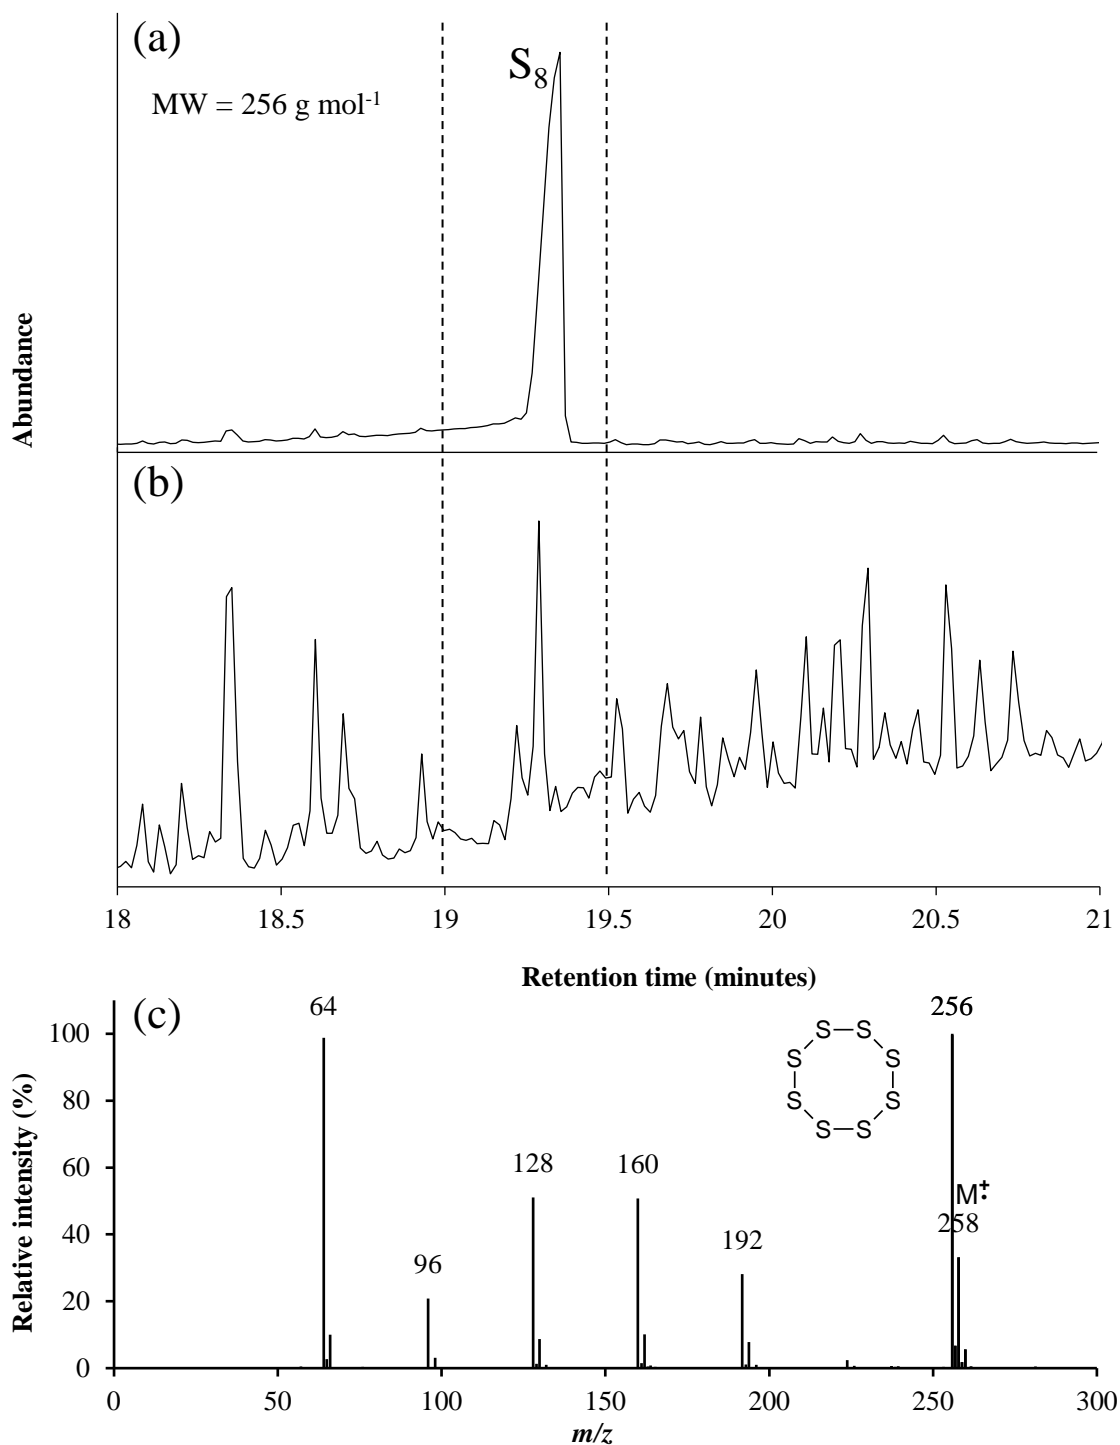 (a)
S₈
MW = 256 g mol⁻¹
Abundance
(b)
18 18.5 19 19.5 20 20.5 21
Retention time (minutes)
(c)
Relative intensity (%)
100
80
60
40
20
0
64
96
128
160
192
256
M⁺•
258
S S
S S
S S
S S
0 50 100 150 200 250 300
m/z